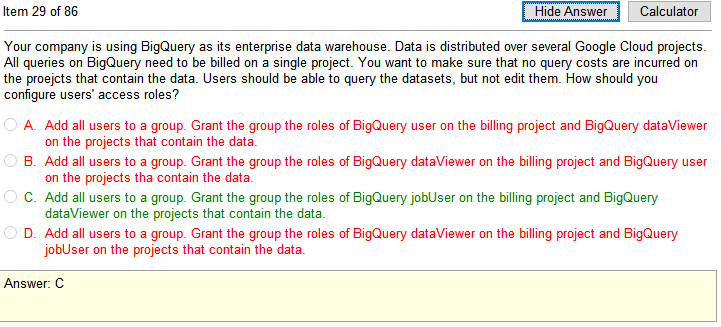 Item 29 of 86
Hide Answer
Calculator
Your company is using BigQuery as its enterprise data warehouse. Data is distributed over several Google Cloud projects.
All queries on BigQuery need to be billed on a single project. You want to make sure that no query costs are incurred on
the proejcts that contain the data. Users should be able to query the datasets, but not edit them. How should you
configure users' access roles?
A. Add all users to a group. Grant the group the roles of BigQuery user on the billing project and BigQuery dataViewer
on the projects that contain the data.
B. Add all users to a group. Grant the group the roles of BigQuery dataViewer on the billing project and BigQuery user
on the projects tha contain the data.
C. Add all users to a group. Grant the group the roles of BigQuery jobUser on the billing project and BigQuery
dataViewer on the projects that contain the data.
D. Add all users to a group. Grant the group the roles of BigQuery dataViewer on the billing project and BigQuery
jobUser on the projects that contain the data.
Answer: C